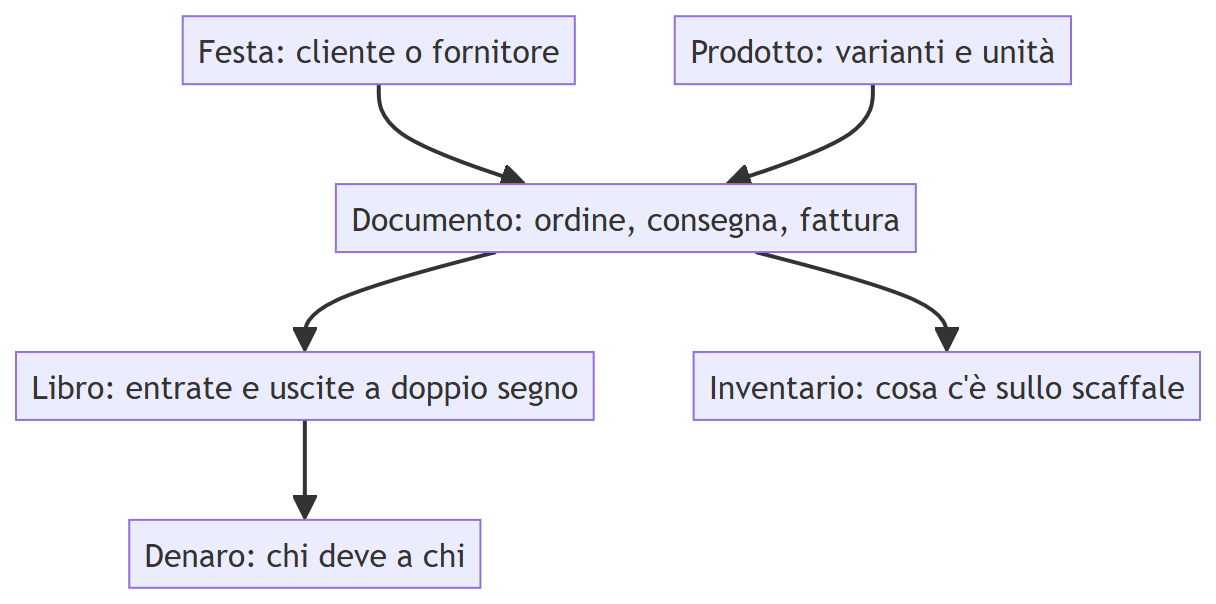 Festa: cliente o fornitore
Prodotto: varianti e unità
Documento: ordine, consegna, fattura
Libro: entrate e uscite a doppio segno
Inventario: cosa c'è sullo scaffale
Denaro: chi deve a chi